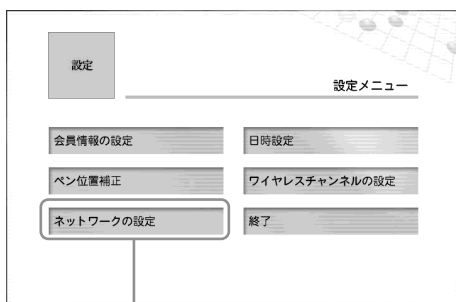 設定
設定メニュー
会員情報の設定
日時設定
ペン位置補正
ワイヤレスチャンネルの設定
ネットワークの設定
終了